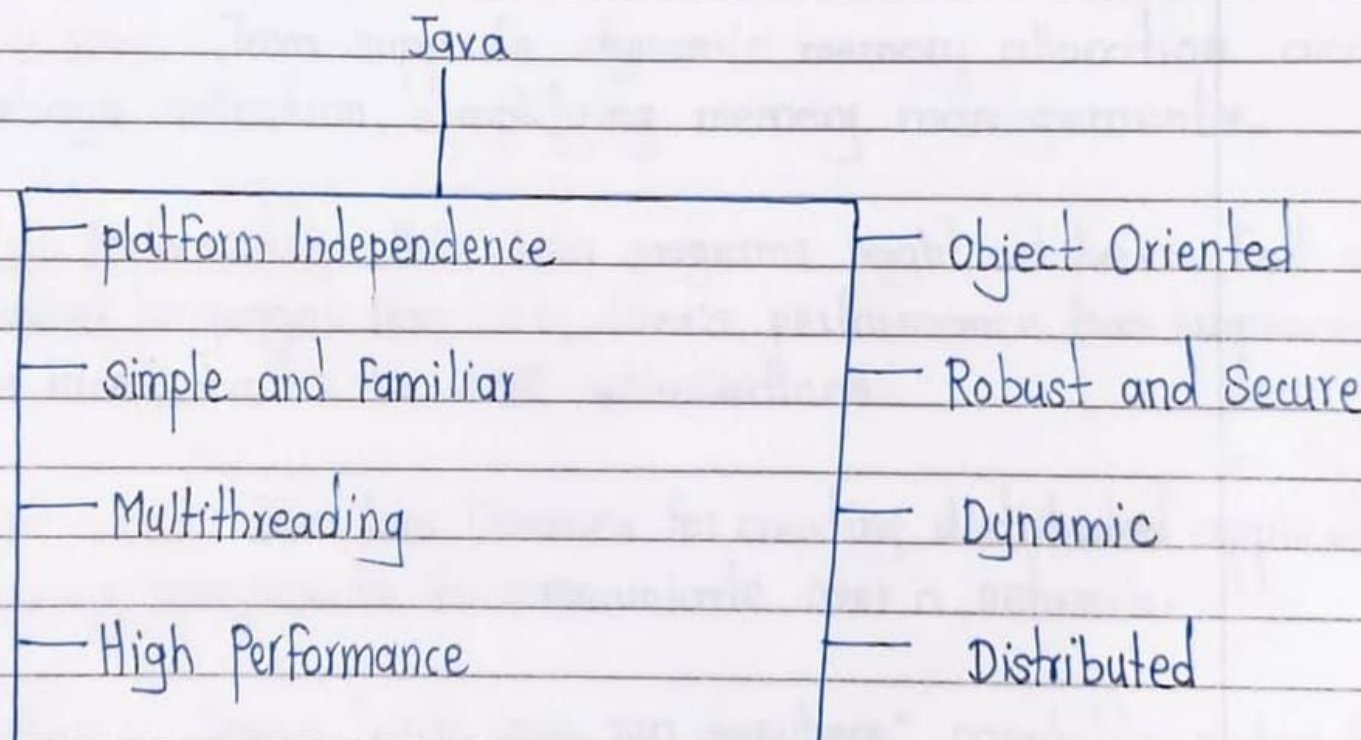 Java
platform Independence
Simple and Familiar
Multithreading
High Performance
Object Oriented
Robust and Secure
Dynamic
Distributed